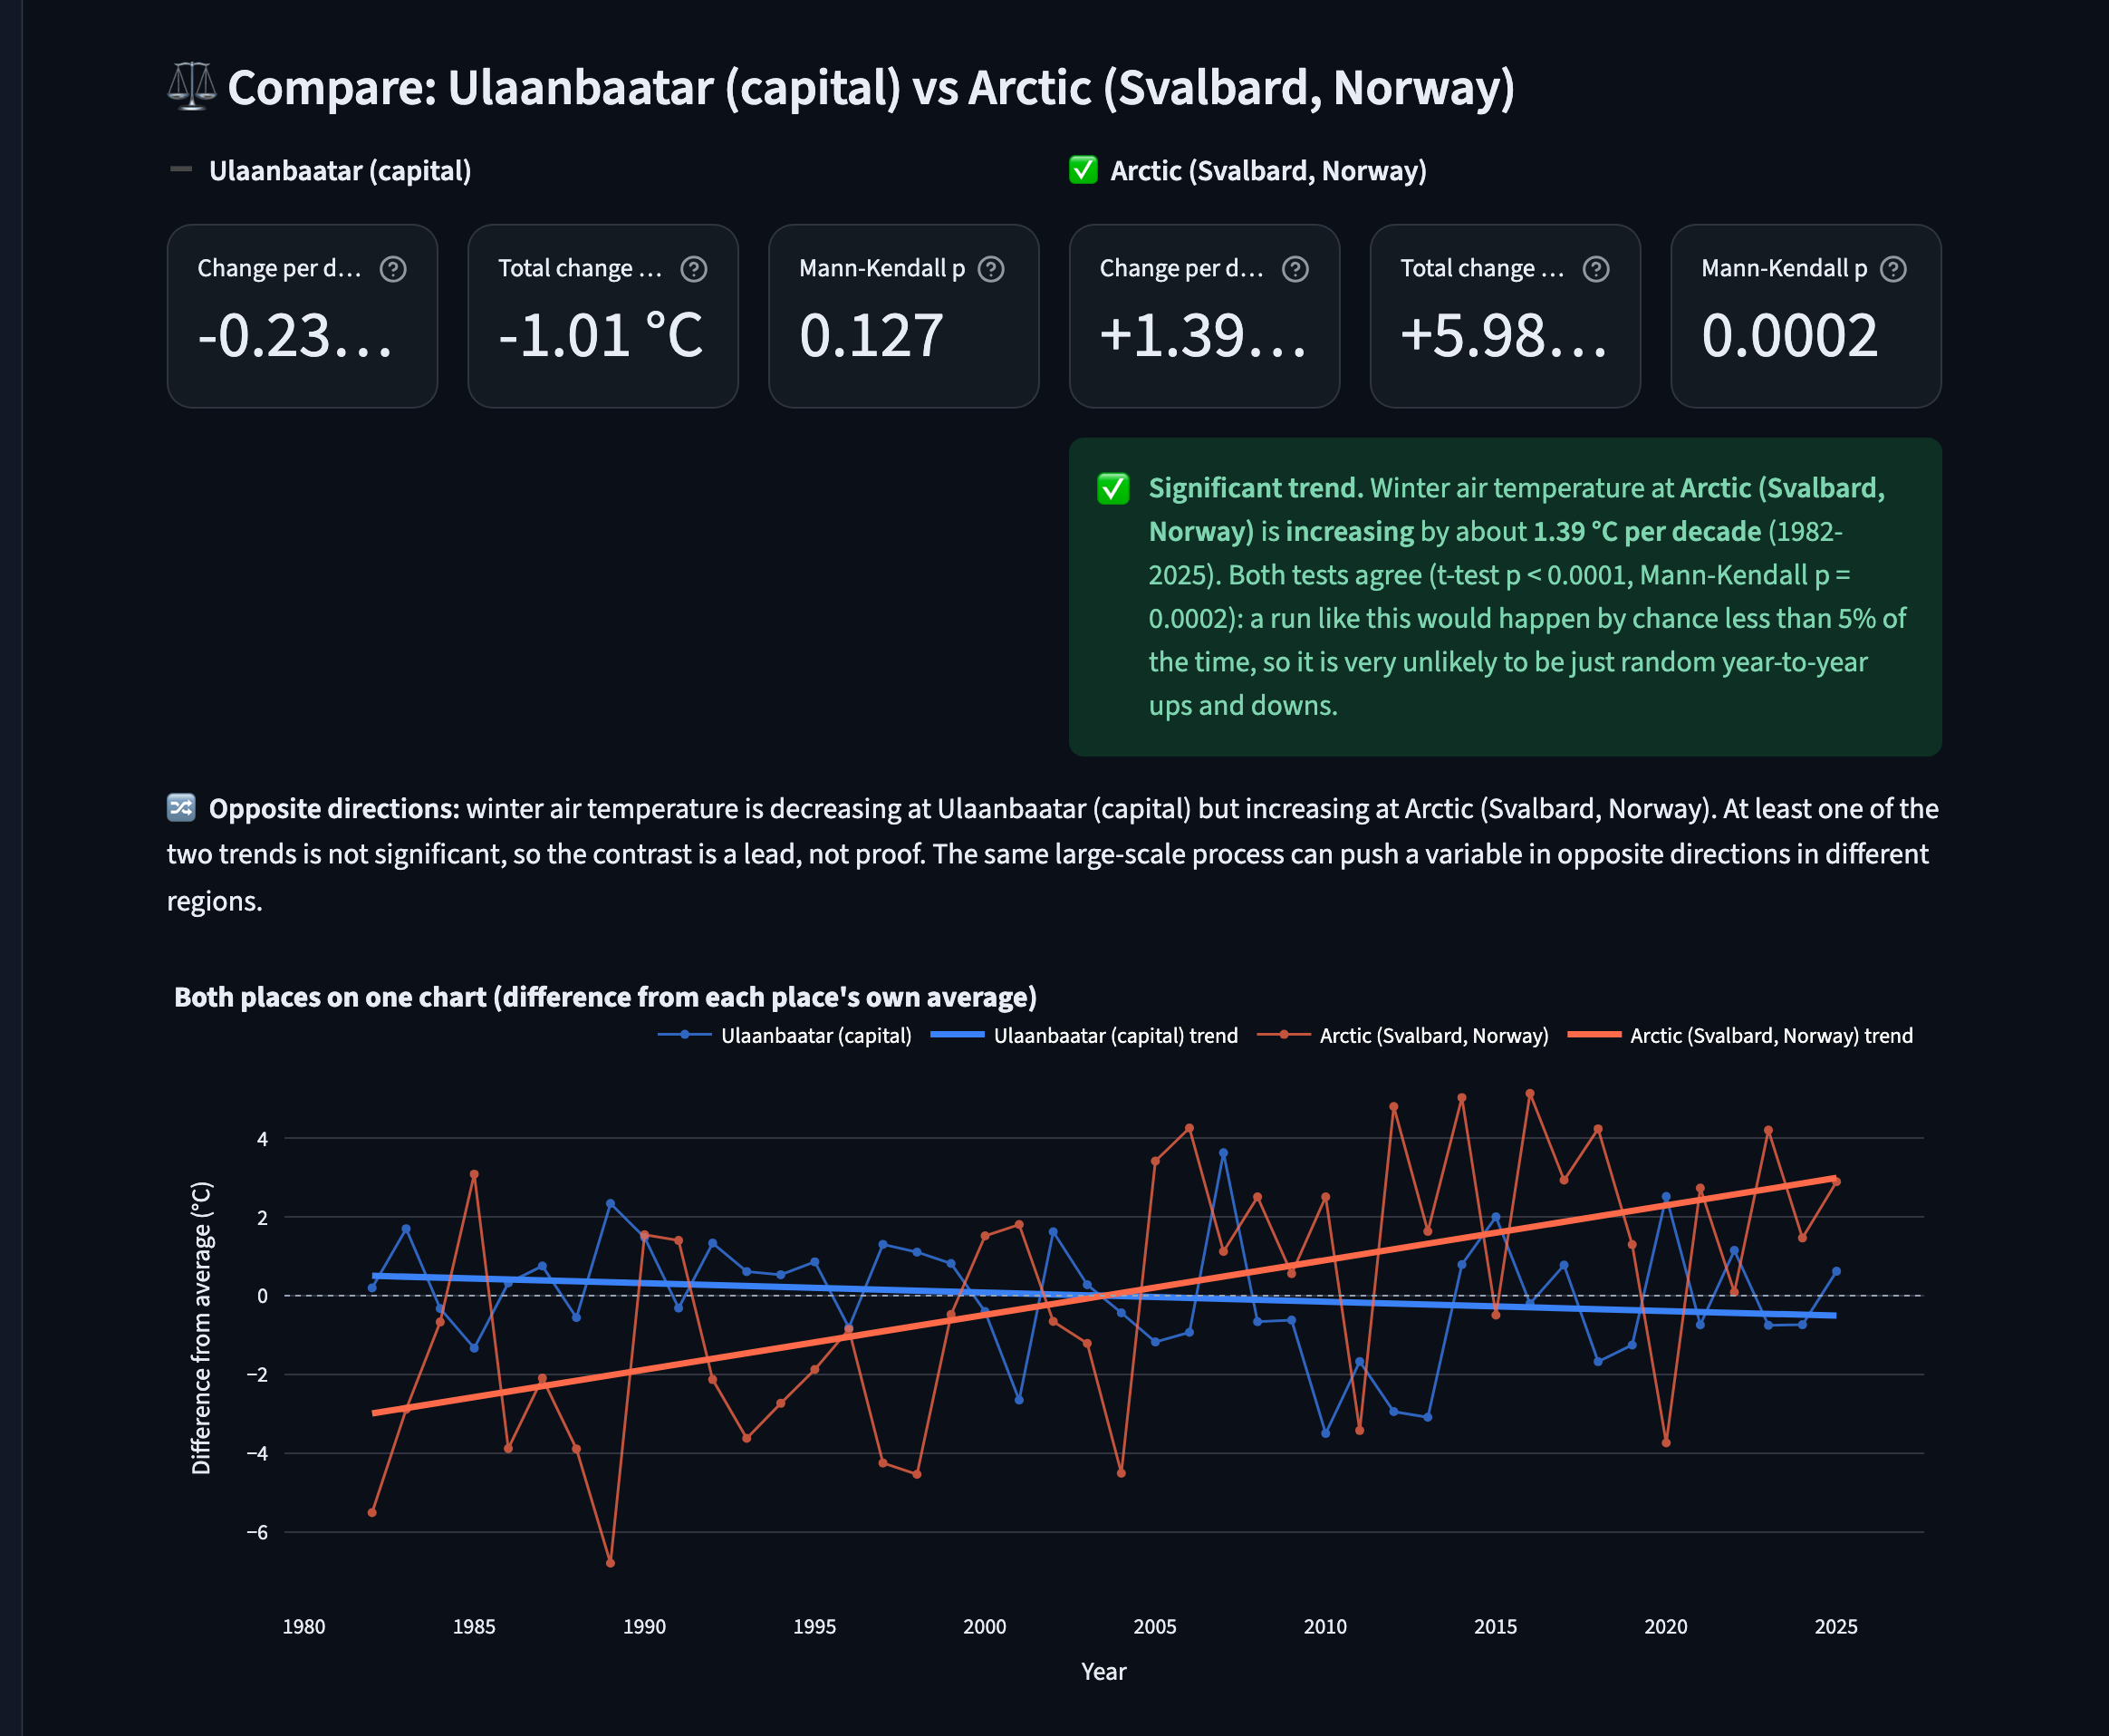 ⚖️ Compare: Ulaanbaatar (capital) vs Arctic (Svalbard, Norway)
➖ Ulaanbaatar (capital)
✅ Arctic (Svalbard, Norway)
Change per d...
-0.23...
Total change ...
-1.01 °C
Mann-Kendall p
0.127
Change per d...
+1.39...
Total change ...
+5.98...
Mann-Kendall p
0.0002
✅ Significant trend. Winter air temperature at Arctic (Svalbard,
Norway) is increasing by about 1.39 °C per decade (1982-
2025). Both tests agree (t-test p < 0.0001, Mann-Kendall p =
0.0002): a run like this would happen by chance less than 5% of
the time, so it is very unlikely to be just random year-to-year
ups and downs.
🔀 Opposite directions: winter air temperature is decreasing at Ulaanbaatar (capital) but increasing at Arctic (Svalbard, Norway). At least one of the
two trends is not significant, so the contrast is a lead, not proof. The same large-scale process can push a variable in opposite directions in different
regions.
Both places on one chart (difference from each place's own average)
Ulaanbaatar (capital) Ulaanbaatar (capital) trend Arctic (Svalbard, Norway) Arctic (Svalbard, Norway) trend
Difference from average (°C)
4
2
0
−2
−4
−6
1980 1985 1990 1995 2000 2005 2010 2015 2020 2025
Year